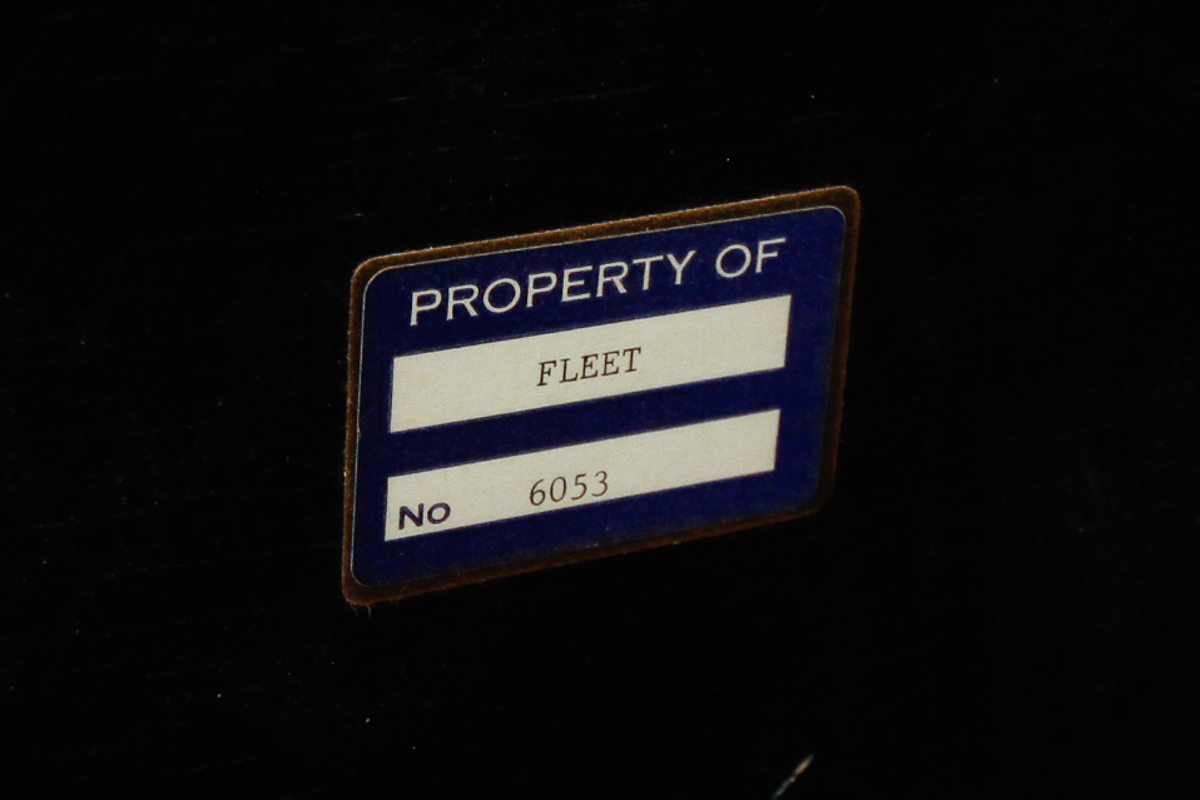 PROPERTY OF
FLEET
No 6053